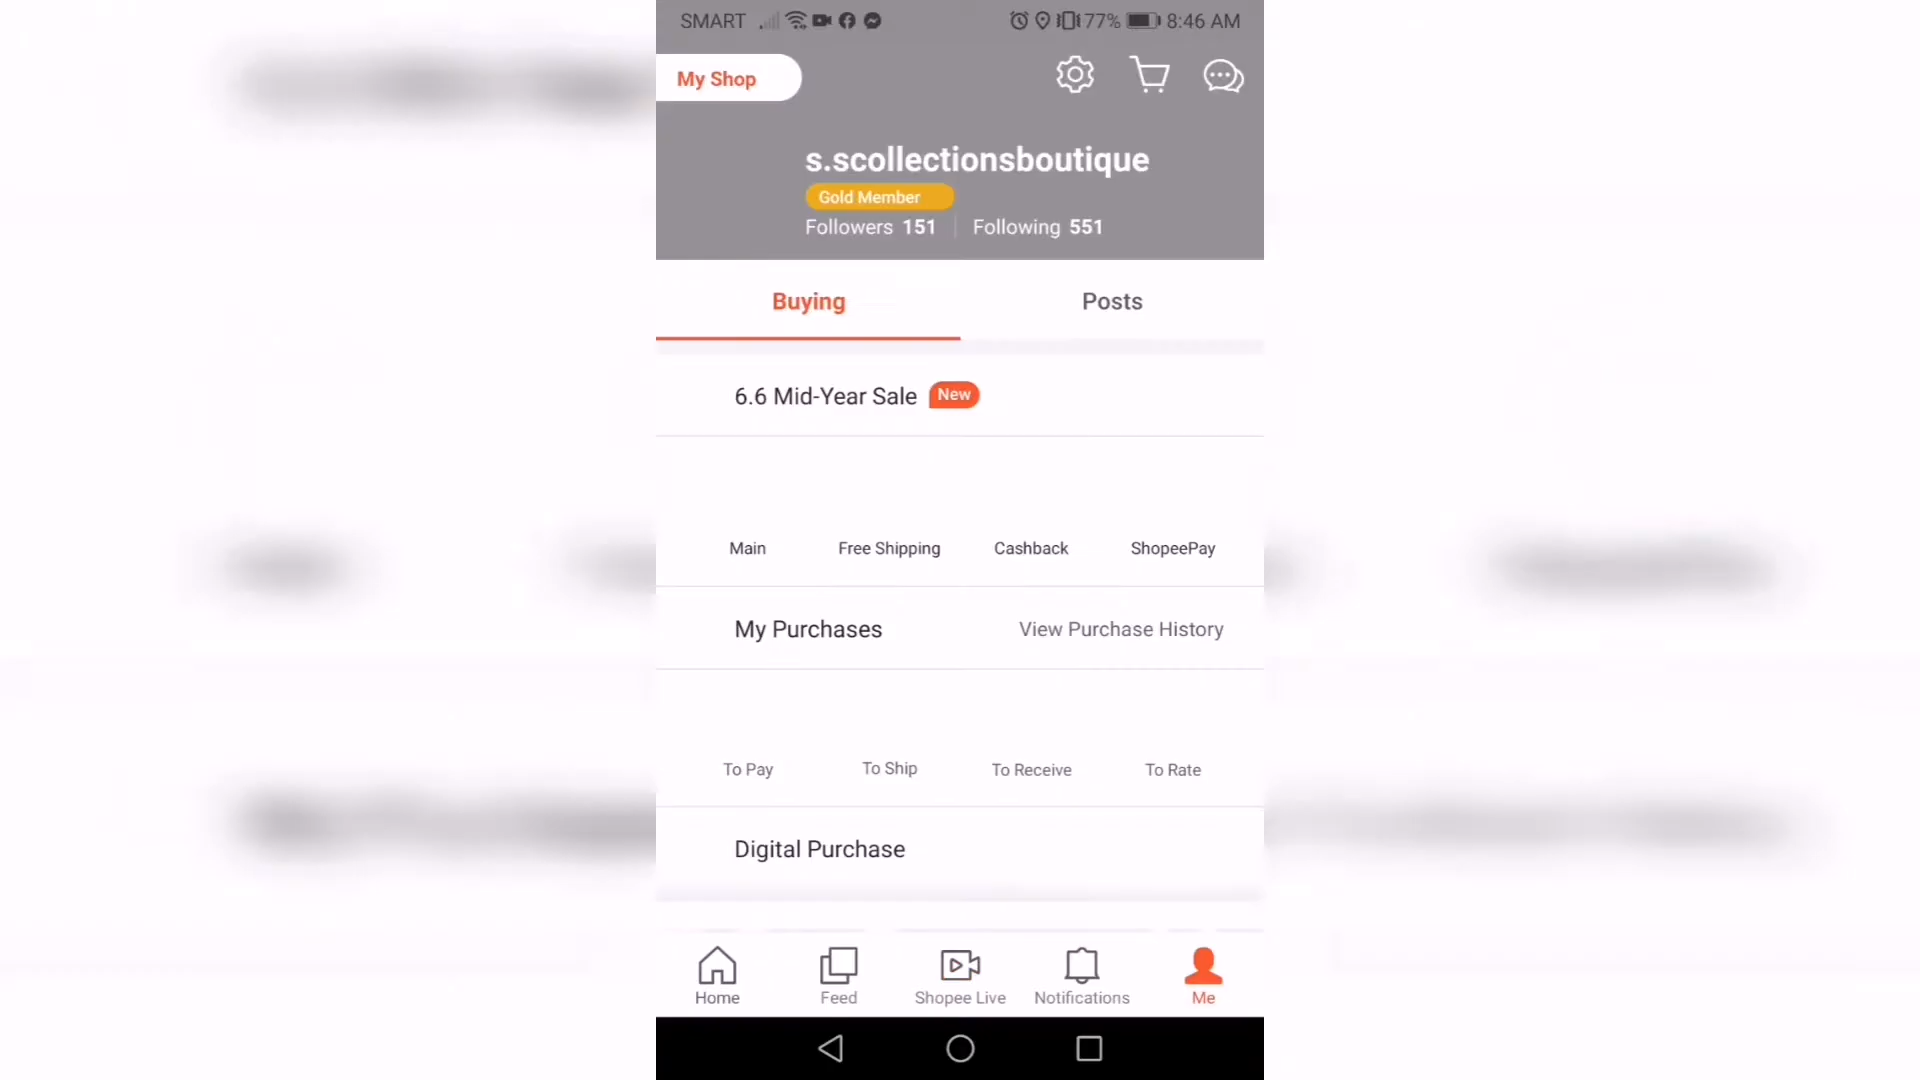 SMART 77% 8:46 AM
My Shop
s.scollectionsboutique
Gold Member
Followers 151 Following 551
Buying Posts
6.6 Mid-Year Sale New
Main Free Shipping Cashback ShopeePay
My Purchases View Purchase History
To Pay To Ship To Receive To Rate
Digital Purchase
Home Feed Shopee Live Notifications Me